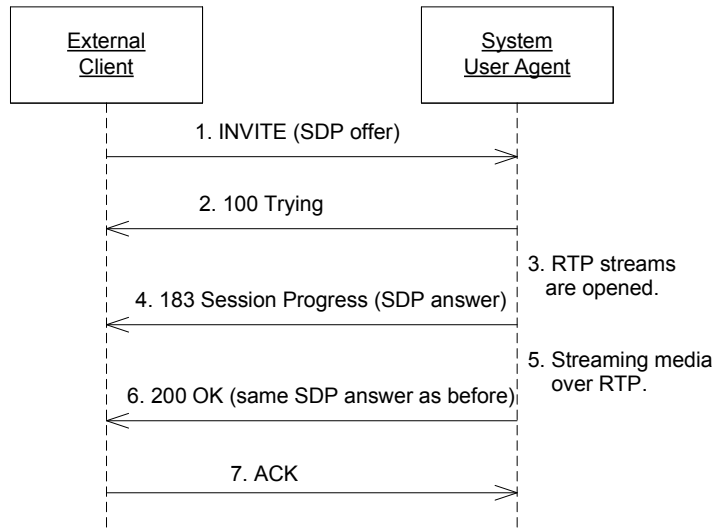 External
Client
System
User Agent
1. INVITE (SDP offer)
2. 100 Trying
3. RTP streams
are opened.
4. 183 Session Progress (SDP answer)
5. Streaming media
over RTP.
6. 200 OK (same SDP answer as before)
7. ACK